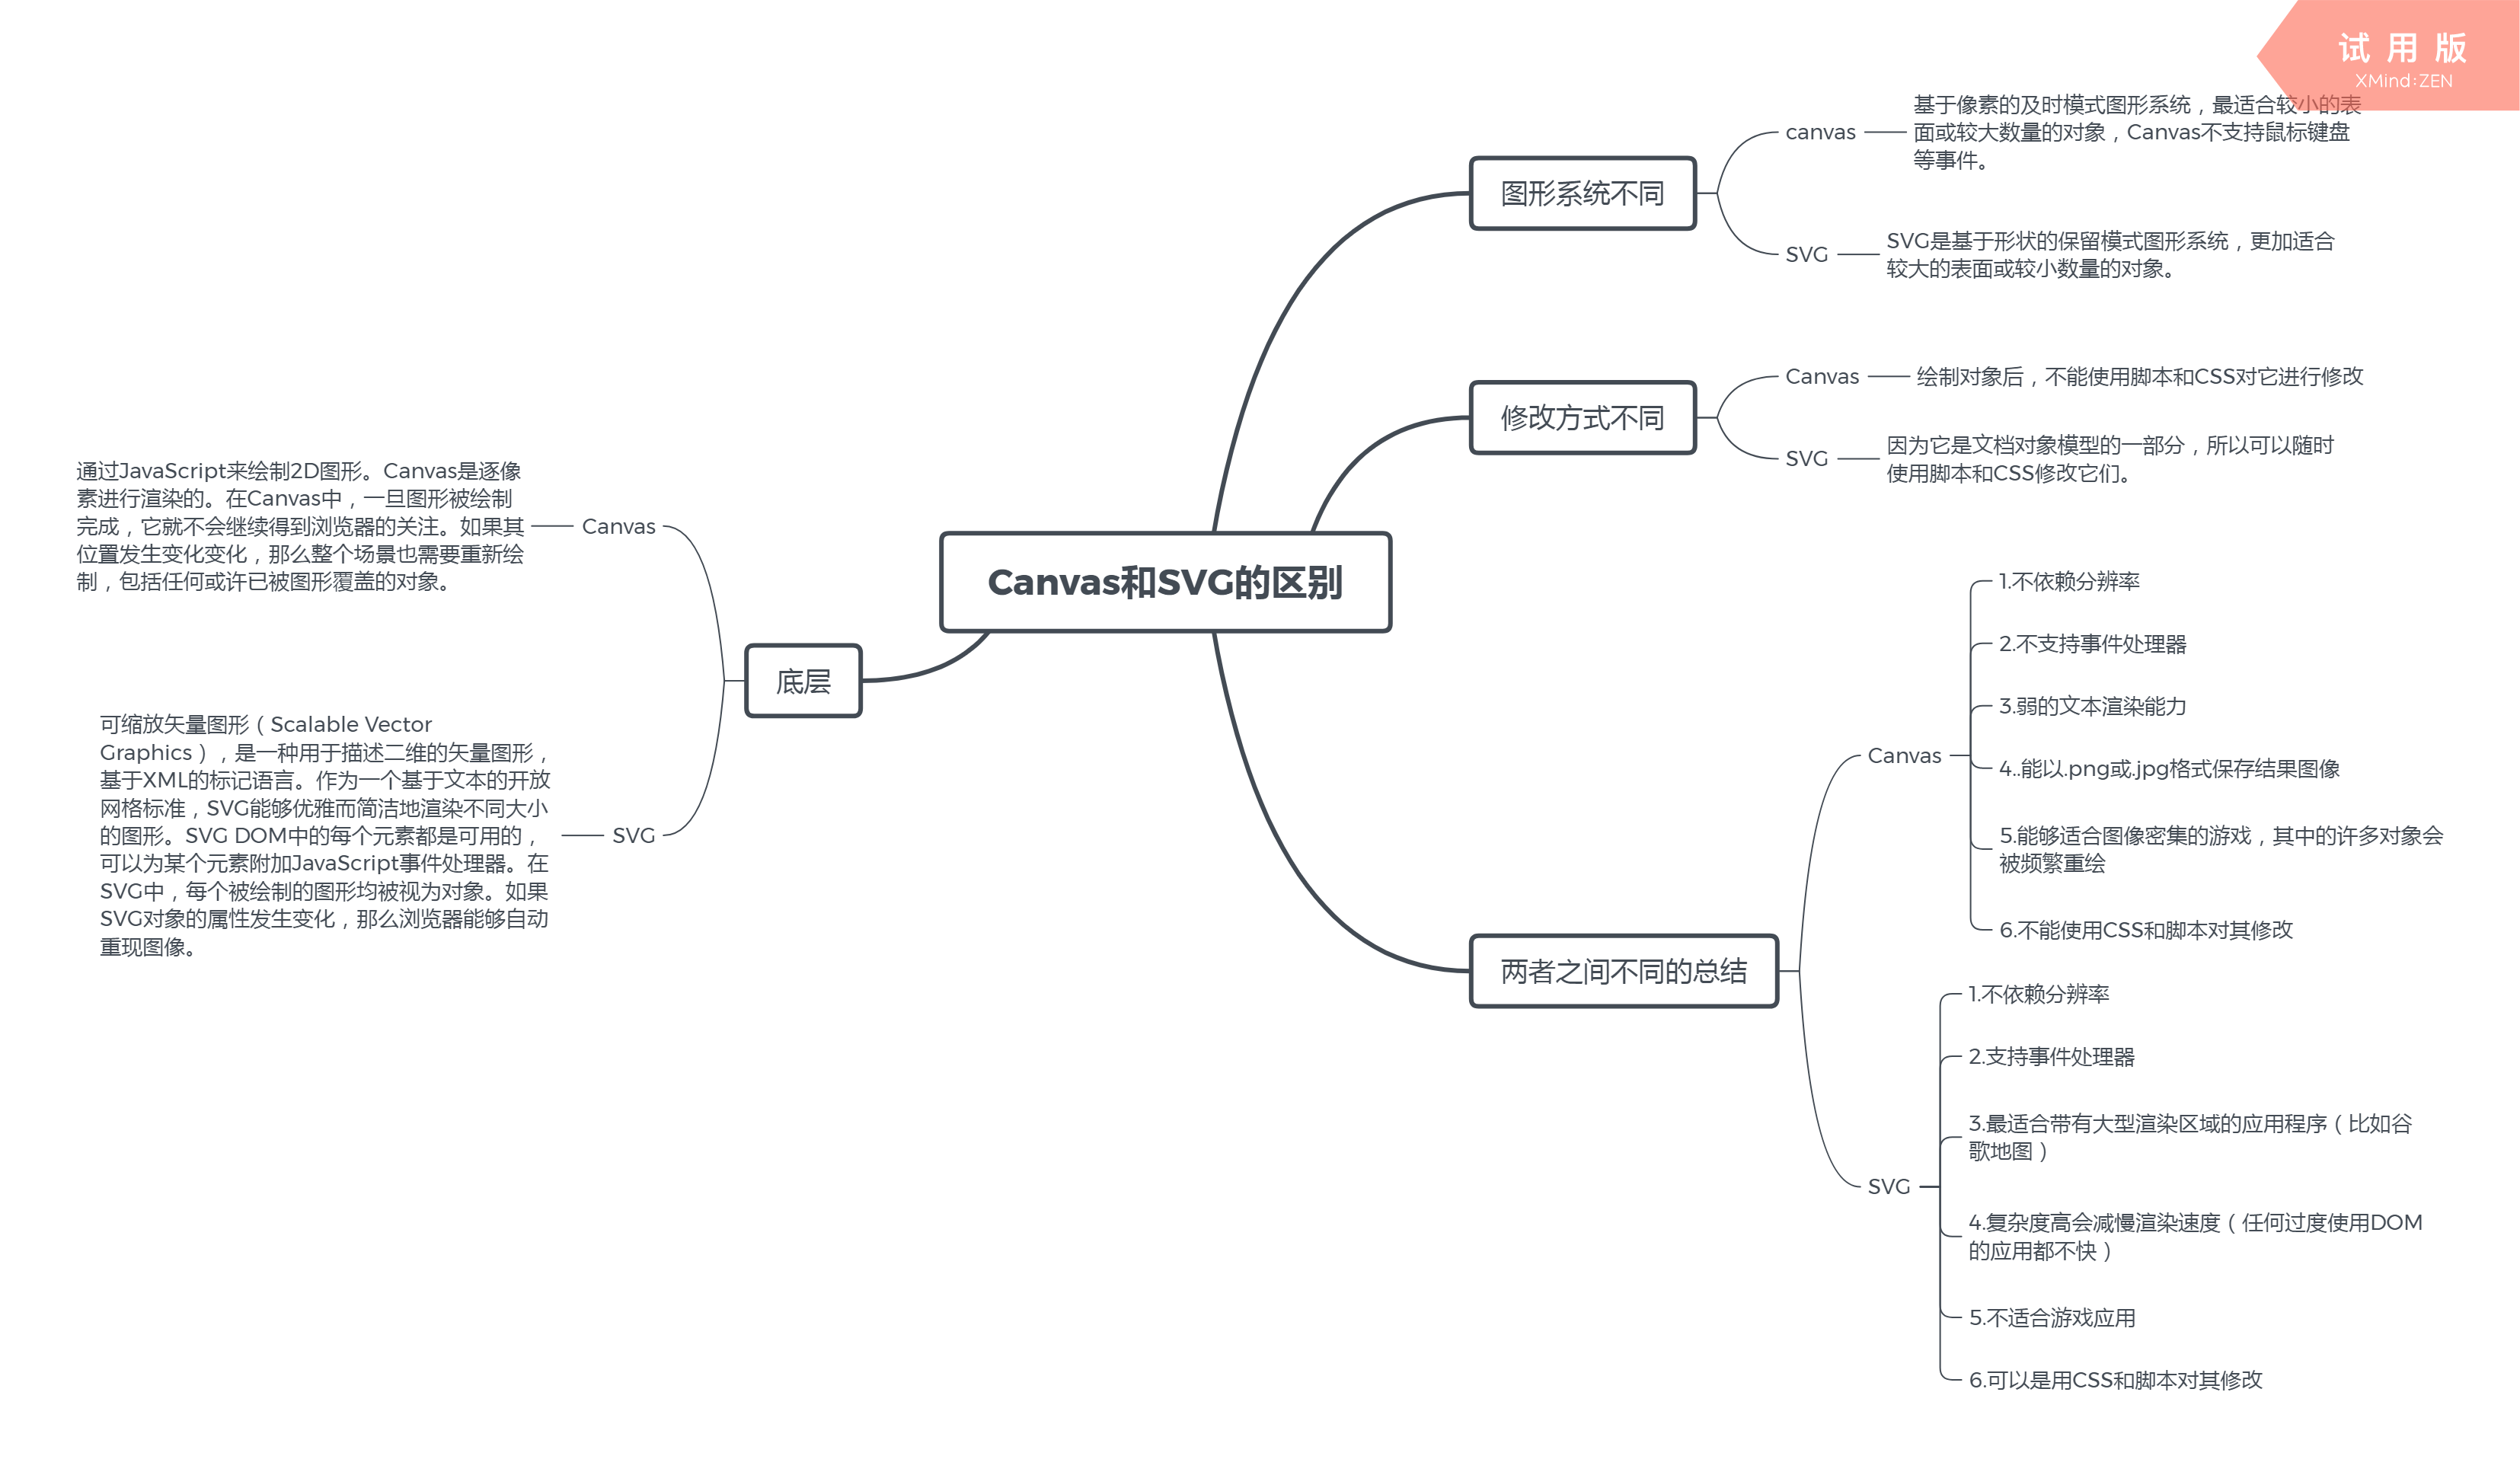 试用版
XMind:ZEN
Canvas和SVG的区别
图形系统不同
canvas
基于像素的及时模式图形系统，最适合较小的表
面或较大数量的对象，Canvas不支持鼠标键盘
等事件。
SVG
SVG是基于形状的保留模式图形系统，更加适合
较大的表面或较小数量的对象。
修改方式不同
Canvas
绘制对象后，不能使用脚本和CSS对它进行修改
SVG
因为它是文档对象模型的一部分，所以可以随时
使用脚本和CSS修改它们。
两者之间不同的总结
Canvas
1.不依赖分辨率
2.不支持事件处理器
3.弱的文本渲染能力
4..能以.png或.jpg格式保存结果图像
5.能够适合图像密集的游戏，其中的许多对象会
被频繁重绘
6.不能使用CSS和脚本对其修改
SVG
1.不依赖分辨率
2.支持事件处理器
3.最适合带有大型渲染区域的应用程序（比如谷
歌地图）
4.复杂度高会减慢渲染速度（任何过度使用DOM
的应用都不快）
5.不适合游戏应用
6.可以是用CSS和脚本对其修改
底层
Canvas
通过JavaScript来绘制2D图形。Canvas是逐像
素进行渲染的。在Canvas中，一旦图形被绘制
完成，它就不会继续得到浏览器的关注。如果其
位置发生变化变化，那么整个场景也需要重新绘
制，包括任何或许已被图形覆盖的对象。
SVG
可缩放矢量图形（Scalable Vector
Graphics），是一种用于描述二维的矢量图形，
基于XML的标记语言。作为一个基于文本的开放
网格标准，SVG能够优雅而简洁地渲染不同大小
的图形。SVG DOM中的每个元素都是可用的，
可以为某个元素附加JavaScript事件处理器。在
SVG中，每个被绘制的图形均被视为对象。如果
SVG对象的属性发生变化，那么浏览器能够自动
重现图像。